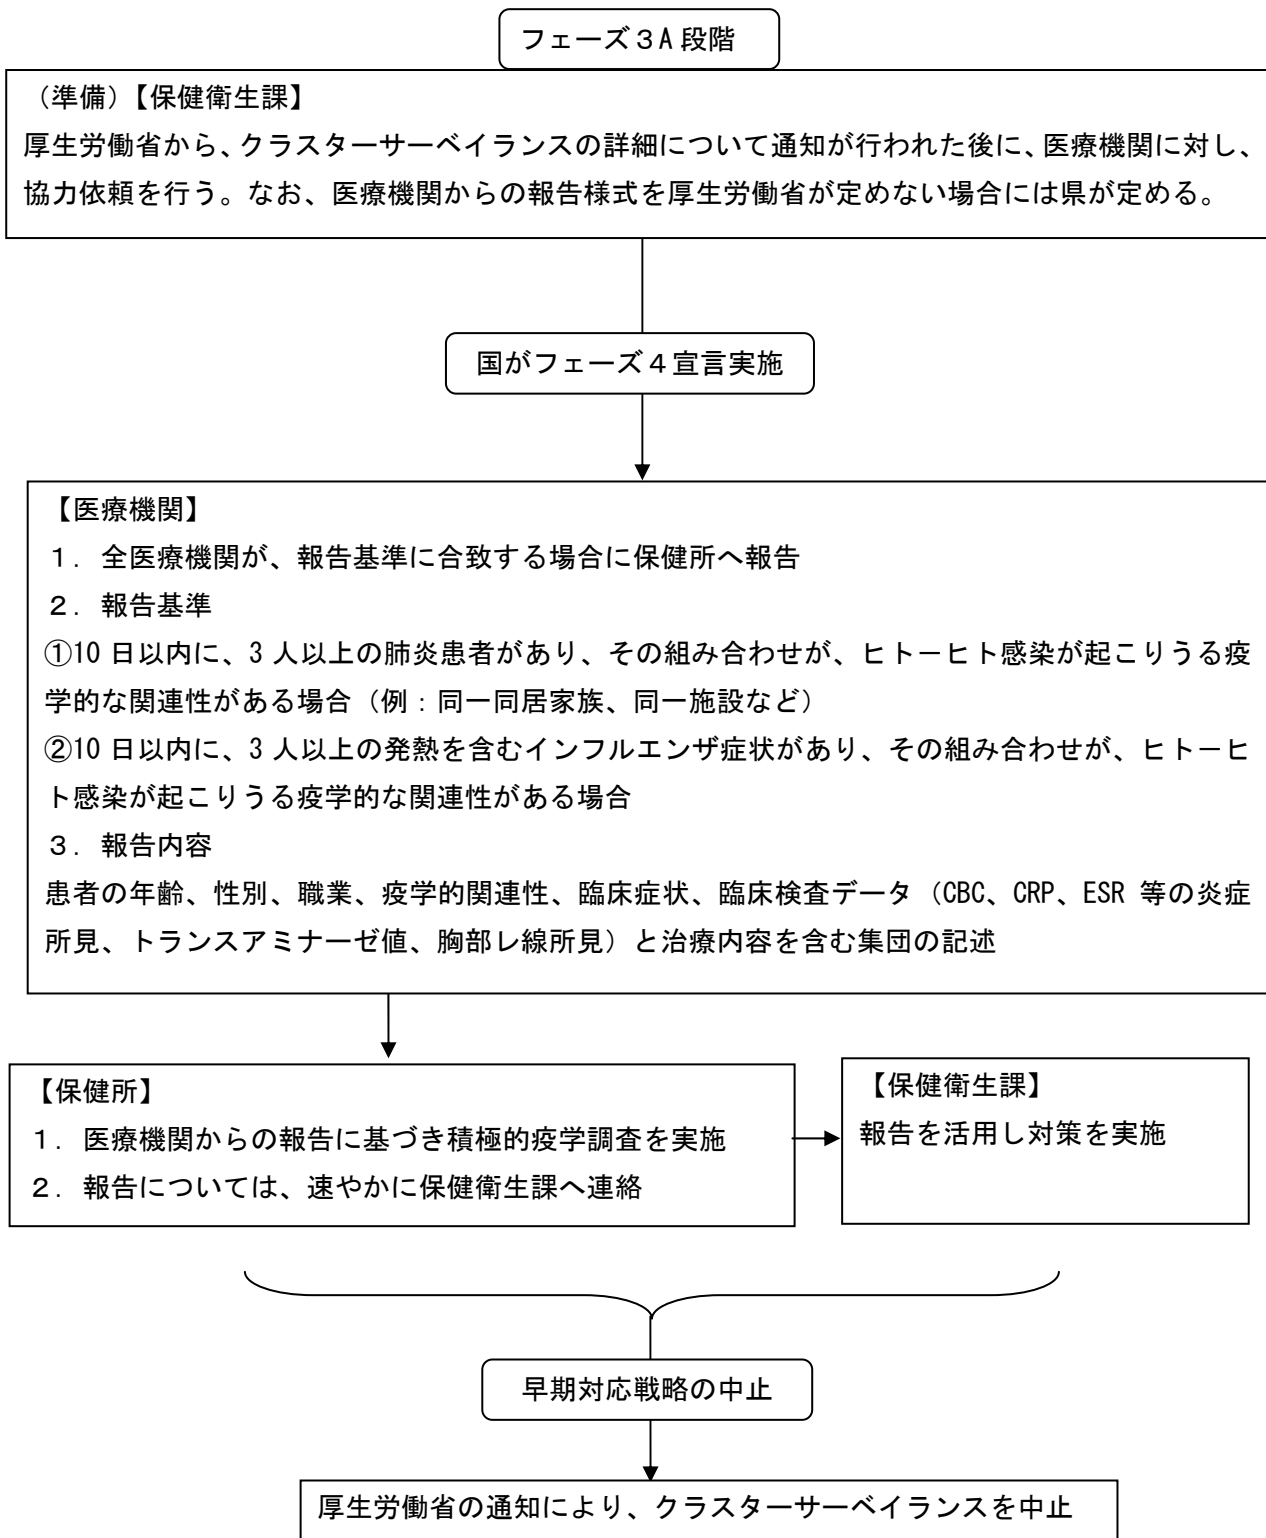 フェーズ3A段階
（準備）【保健衛生課】
厚生労働省から、クラスターサーベイランスの詳細について通知が行われた後に、医療機関に対し、
協力依頼を行う。なお、医療機関からの報告様式を厚生労働省が定めない場合には県が定める。
国がフェーズ４宣言実施
【医療機関】
１．全医療機関が、報告基準に合致する場合に保健所へ報告
２．報告基準
①10 日以内に、3 人以上の肺炎患者があり、その組み合わせが、ヒトーヒト感染が起こりうる疫
学的な関連性がある場合（例：同一同居家族、同一施設など）
②10 日以内に、3 人以上の発熱を含むインフルエンザ症状があり、その組み合わせが、ヒトーヒ
ト感染が起こりうる疫学的な関連性がある場合
３．報告内容
患者の年齢、性別、職業、疫学的関連性、臨床症状、臨床検査データ（CBC、CRP、ESR 等の炎症
所見、トランスアミナーゼ値、胸部レ線所見）と治療内容を含む集団の記述
【保健所】
１．医療機関からの報告に基づき積極的疫学調査を実施
２．報告については、速やかに保健衛生課へ連絡
【保健衛生課】
報告を活用し対策を実施
早期対応戦略の中止
厚生労働省の通知により、クラスターサーベイランスを中止